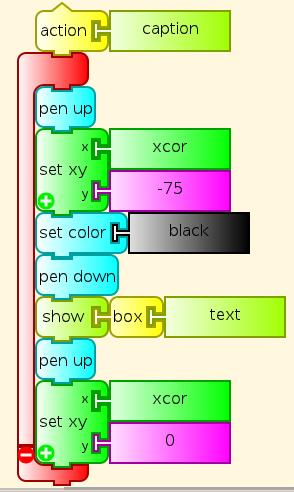 action caption
pen up
x xcor
set xy
y -75
set color black
pen down
show box text
pen up
x xcor
set xy
y 0